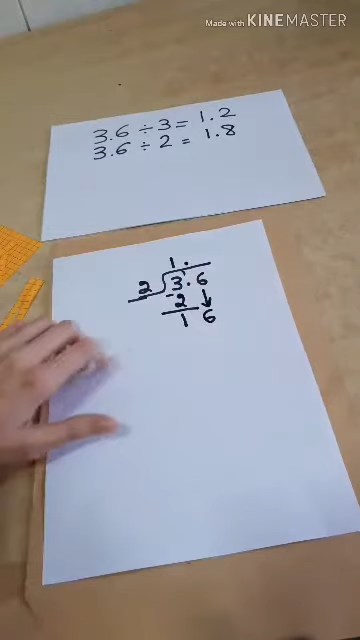 Made with KINEMASTER
3.6 ÷ 3 = 1.2
3.6 ÷ 2 = 1.8
1.
2 3.6
- 2
1 6